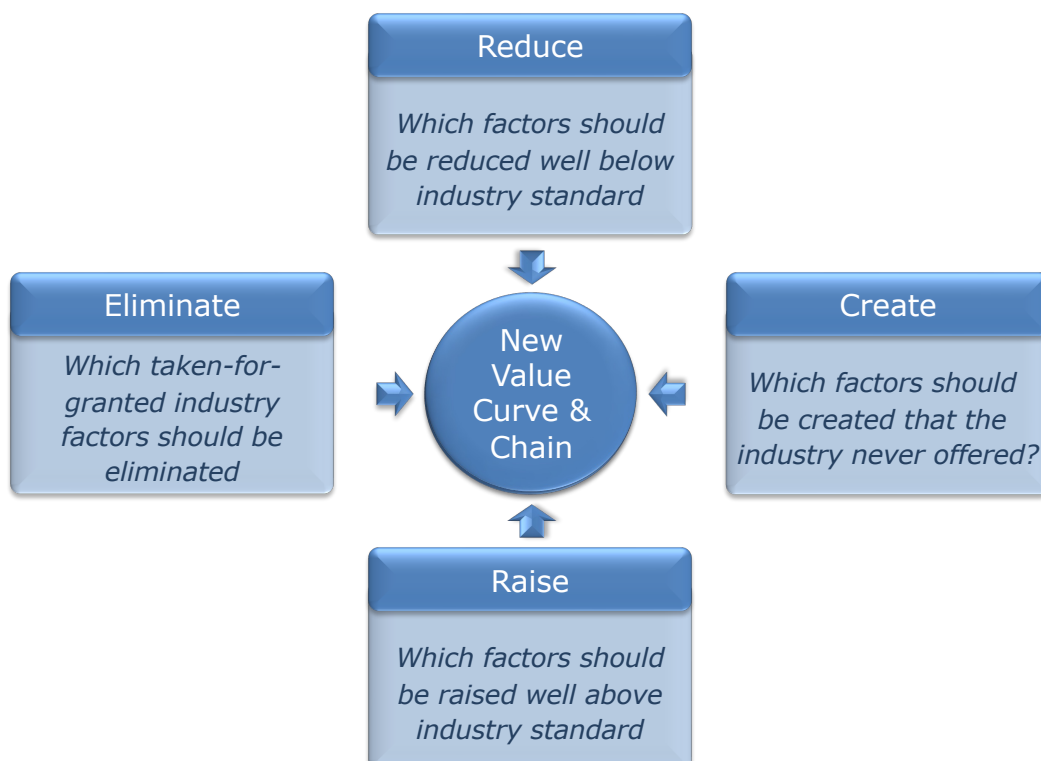 Reduce
Which factors should
be reduced well below
industry standard
Eliminate
Which taken-for-
granted industry
factors should be
eliminated
New
Value
Curve &
Chain
Create
Which factors should
be created that the
industry never offered?
Raise
Which factors should
be raised well above
industry standard